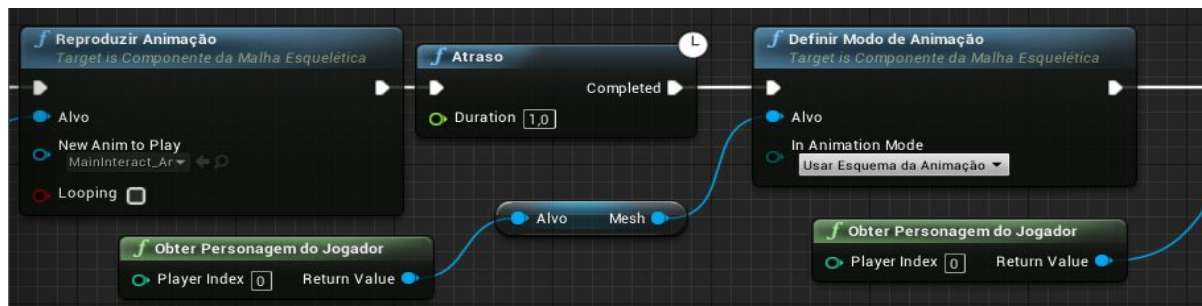 Reproduzir Animação
Target is Componente da Malha Esquelética
Alvo
New Anim to Play
MainInteract_Ar
Looping
Atraso
Completed
Duration 1,0
Definir Modo de Animação
Target is Componente da Malha Esquelética
Alvo
In Animation Mode
Usar Esquema da Animação
Alvo Mesh
Obter Personagem do Jogador
Player Index 0 Return Value
Obter Personagem do Jogador
Player Index 0 Return Value